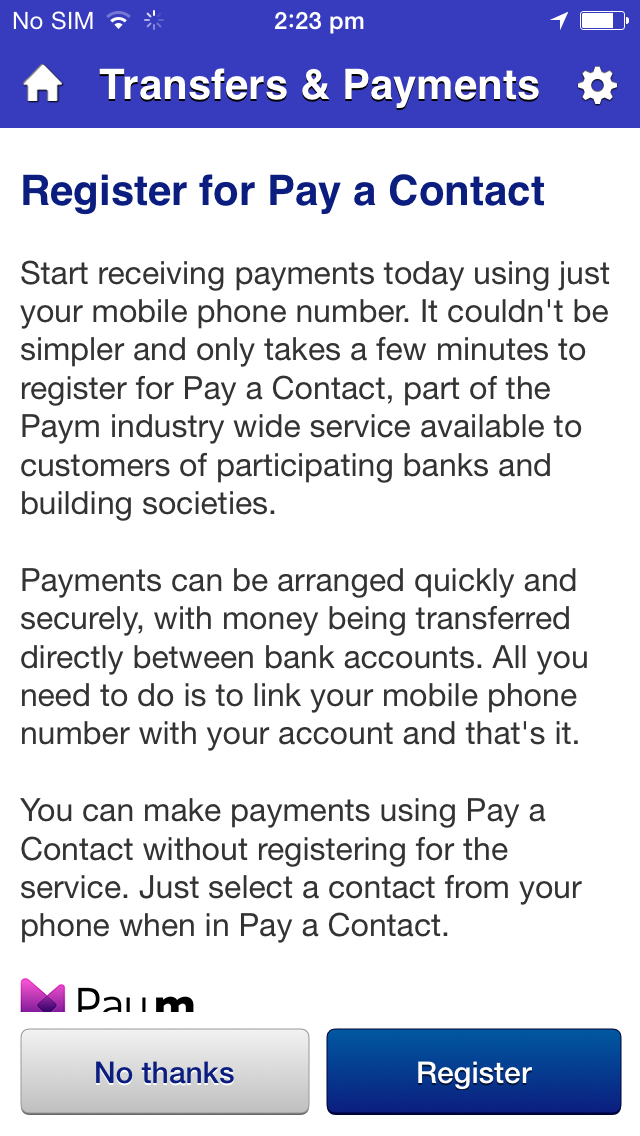 No SIM 2:23 pm
Transfers & Payments
Register for Pay a Contact
Start receiving payments today using just
your mobile phone number. It couldn't be
simpler and only takes a few minutes to
register for Pay a Contact, part of the
Paym industry wide service available to
customers of participating banks and
building societies.
Payments can be arranged quickly and
securely, with money being transferred
directly between bank accounts. All you
need to do is to link your mobile phone
number with your account and that's it.
You can make payments using Pay a
Contact without registering for the
service. Just select a contact from your
phone when in Pay a Contact.
Paym
No thanks Register